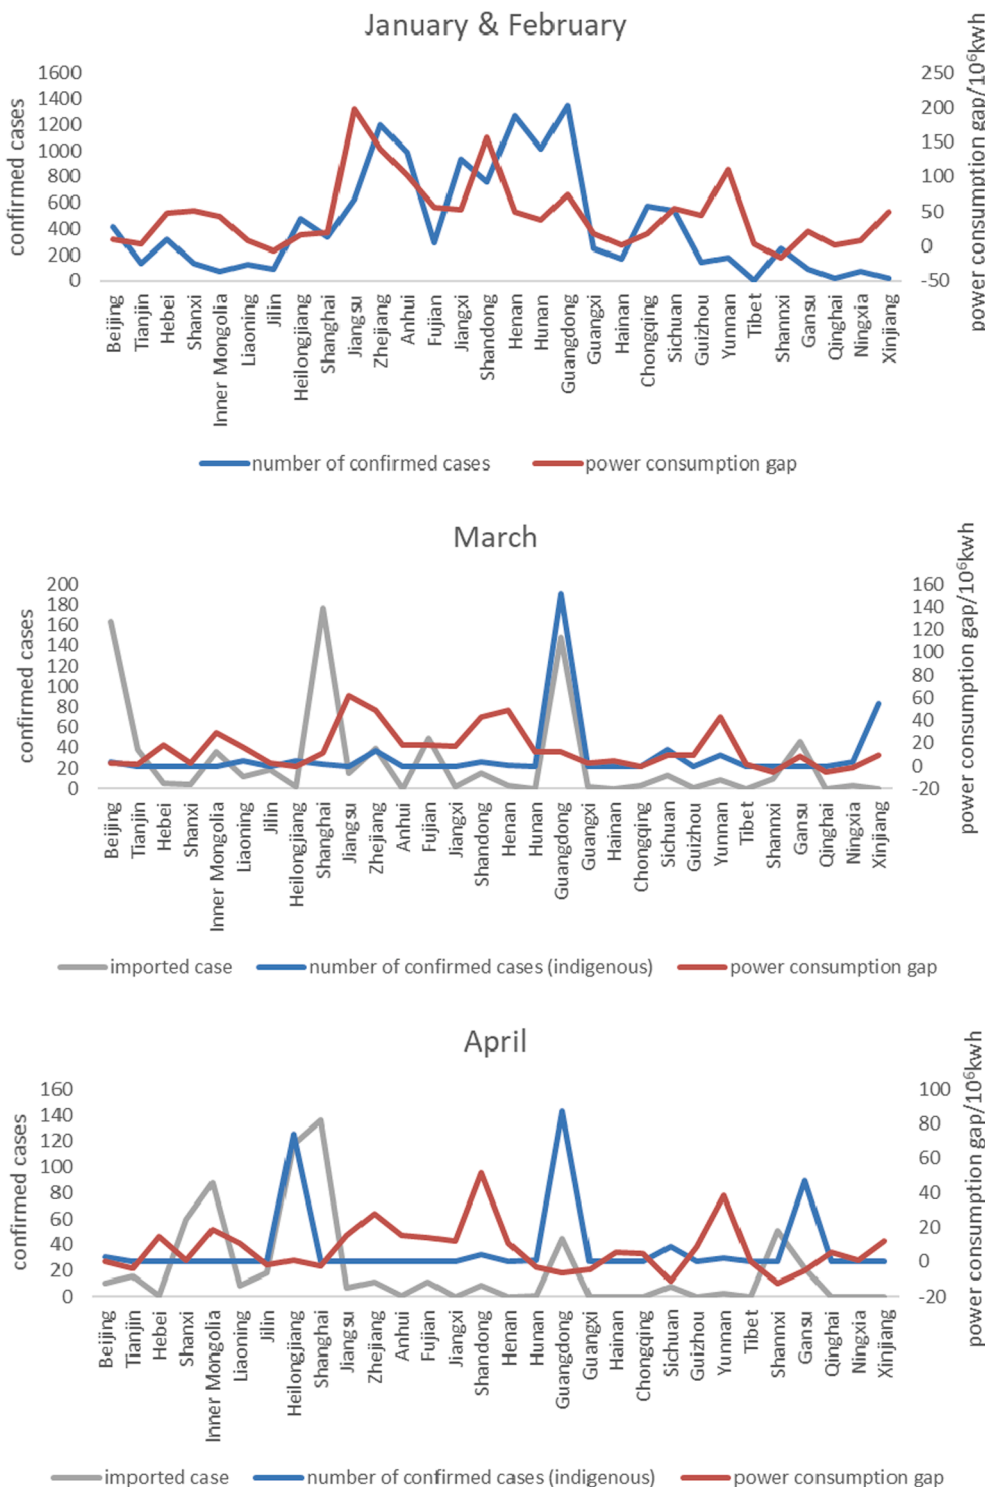 January & February
confirmed cases
1600
1400
1200
1000
800
600
400
200
0
250
200
150
100
50
0
-50
power consumption gap/10⁶kwh
Beijing
Tianjin
Hebei
Shanxi
Inner Mongolia
Liaoning
Jilin
Heilongjiang
Shanghai
Jiangsu
Zhejiang
Anhui
Fujian
Jiangxi
Shandong
Henan
Hunan
Guangdong
Guangxi
Hainan
Chongqing
Sichuan
Guizhou
Yunnan
Tibet
Shannxi
Gansu
Qinghai
Ningxia
Xinjiang
number of confirmed cases
power consumption gap
March
confirmed cases
200
180
160
140
120
100
80
60
40
20
0
160
140
120
100
80
60
40
20
0
-20
power consumption gap/10⁶kwh
Beijing
Tianjin
Hebei
Shanxi
Inner Mongolia
Liaoning
Jilin
Heilongjiang
Shanghai
Jiangsu
Zhejiang
Anhui
Fujian
Jiangxi
Shandong
Henan
Hunan
Guangdong
Guangxi
Hainan
Chongqing
Sichuan
Guizhou
Yunnan
Tibet
Shannxi
Gansu
Qinghai
Ningxia
Xinjiang
imported case
number of confirmed cases (indigenous)
power consumption gap
April
confirmed cases
160
140
120
100
80
60
40
20
0
100
80
60
40
20
0
-20
power consumption gap/10⁶kwh
Beijing
Tianjin
Hebei
Shanxi
Inner Mongolia
Liaoning
Jilin
Heilongjiang
Shanghai
Jiangsu
Zhejiang
Anhui
Fujian
Jiangxi
Shandong
Henan
Hunan
Guangdong
Guangxi
Hainan
Chongqing
Sichuan
Guizhou
Yunnan
Tibet
Shannxi
Gansu
Qinghai
Ningxia
Xinjiang
imported case
number of confirmed cases (indigenous)
power consumption gap